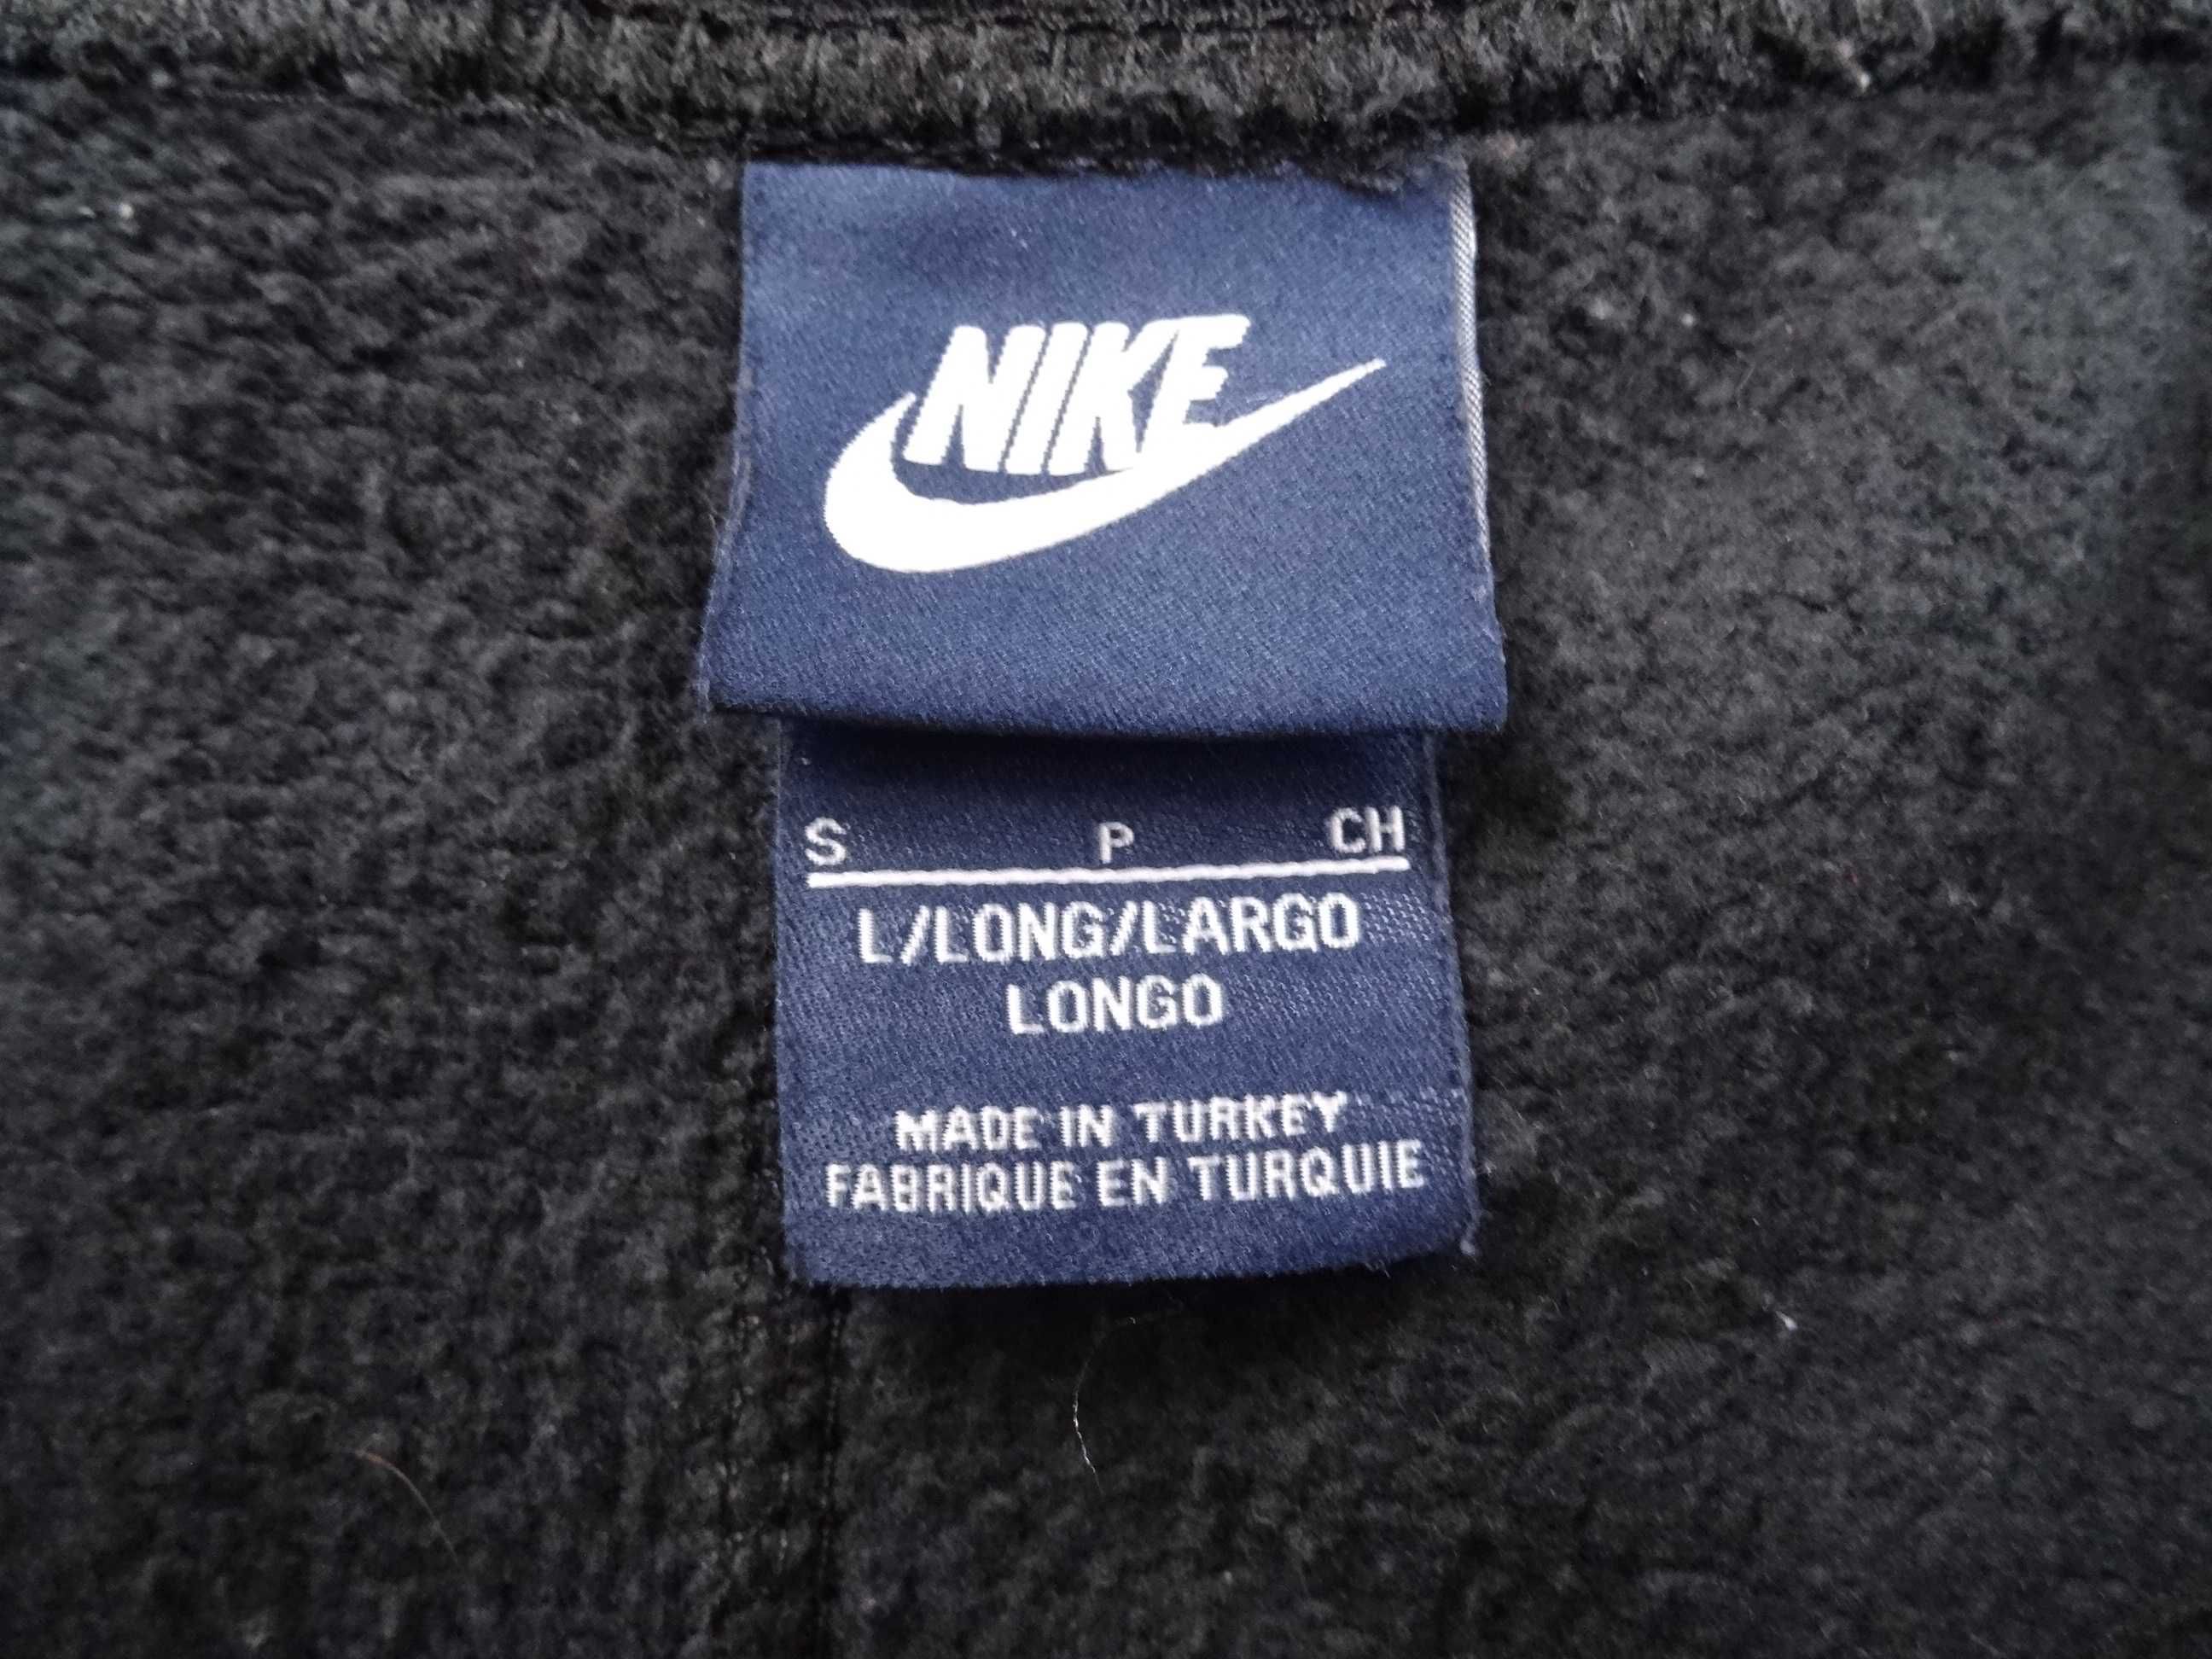 NIKE
S P CH
L/LONG/LARGO
LONGO
MADE IN TURKEY
FABRIQUE EN TURQUIE